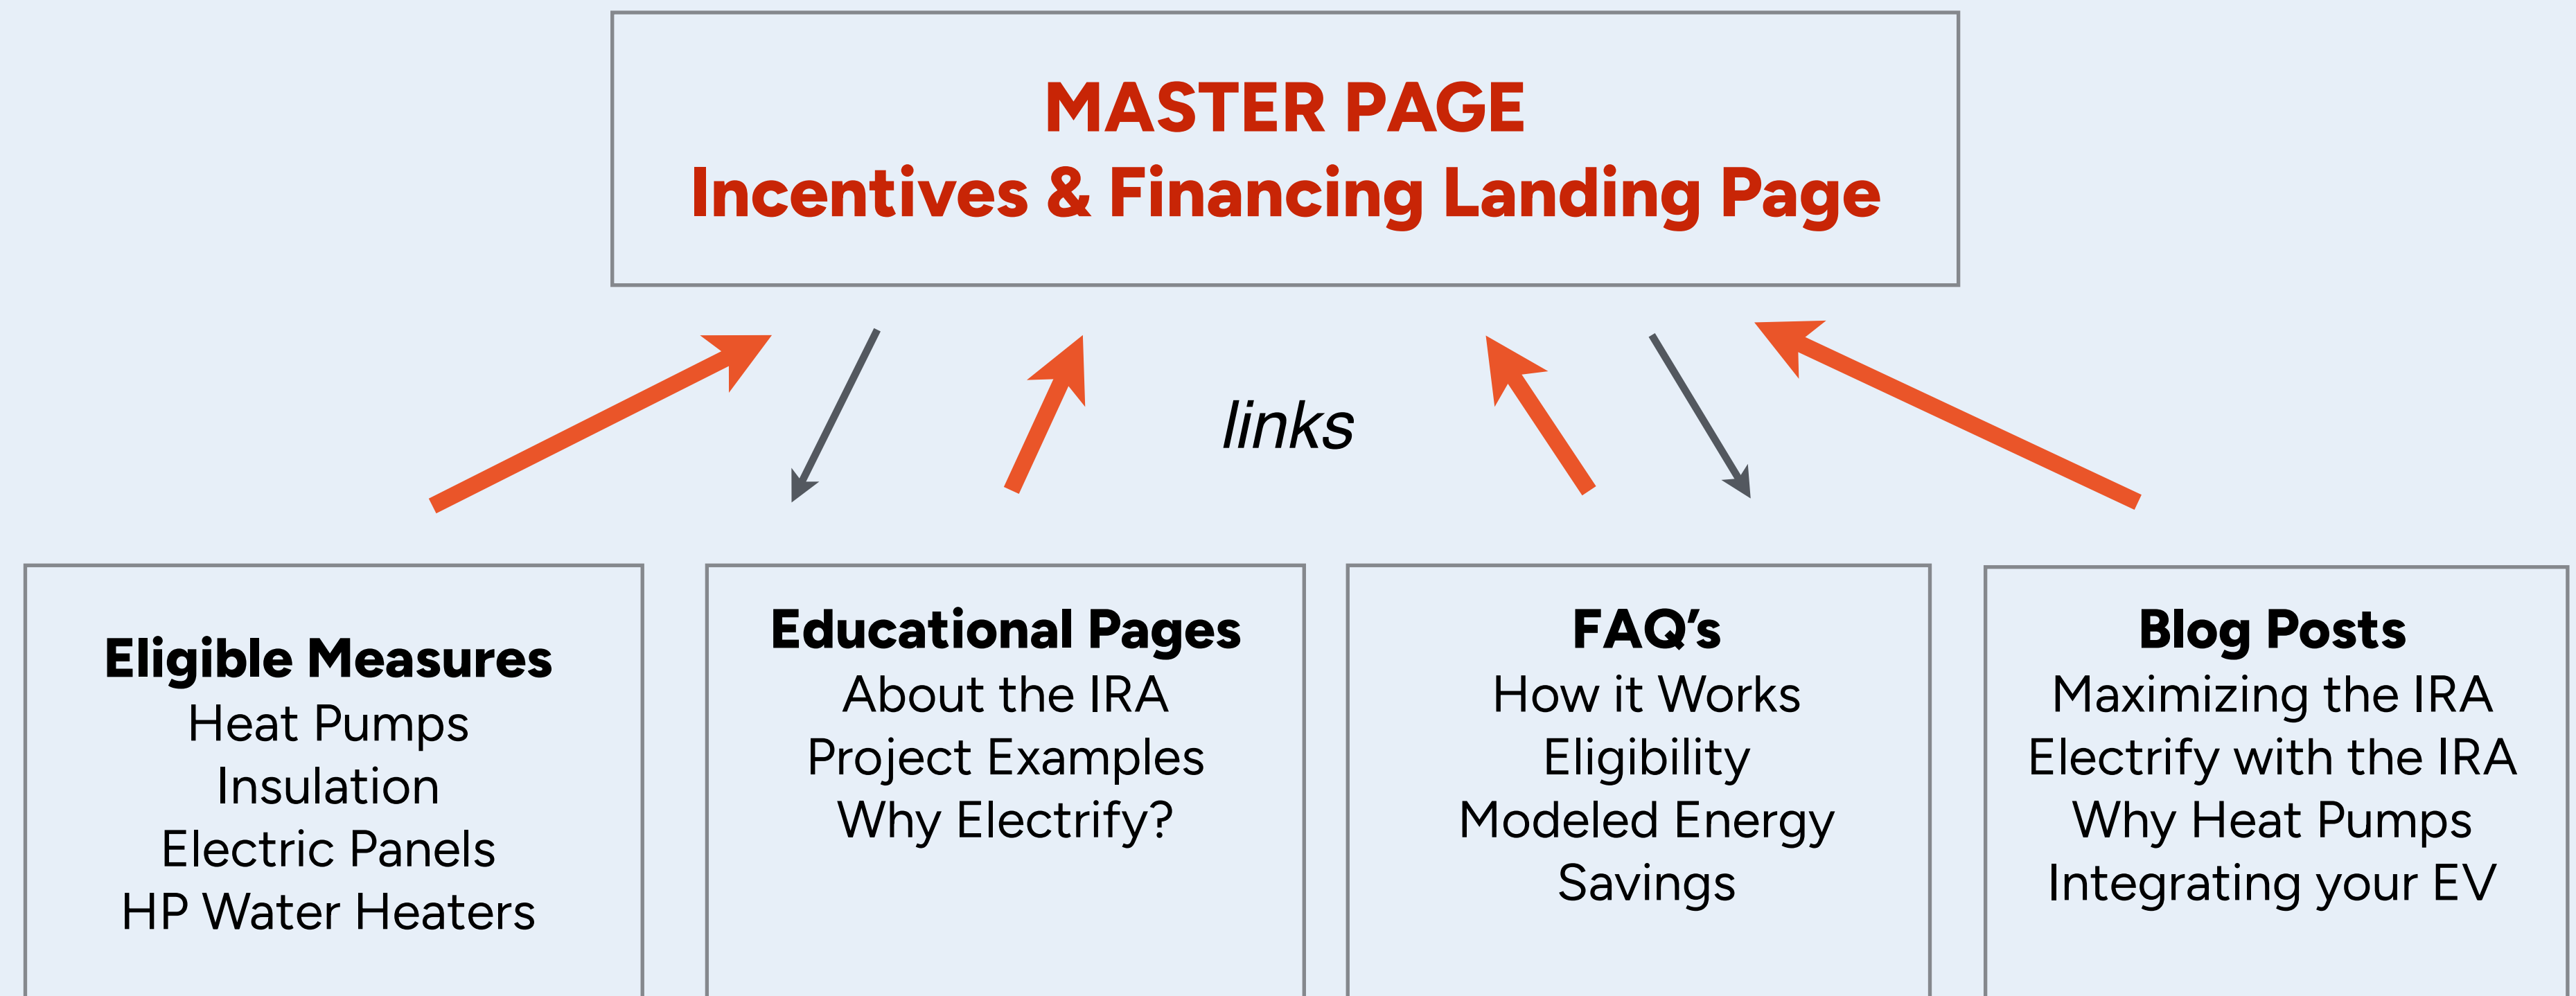 MASTER PAGE
Incentives & Financing Landing Page
links
Eligible Measures
Heat Pumps
Insulation
Electric Panels
HP Water Heaters
Educational Pages
About the IRA
Project Examples
Why Electrify?
FAQ’s
How it Works
Eligibility
Modeled Energy
Savings
Blog Posts
Maximizing the IRA
Electrify with the IRA
Why Heat Pumps
Integrating your EV